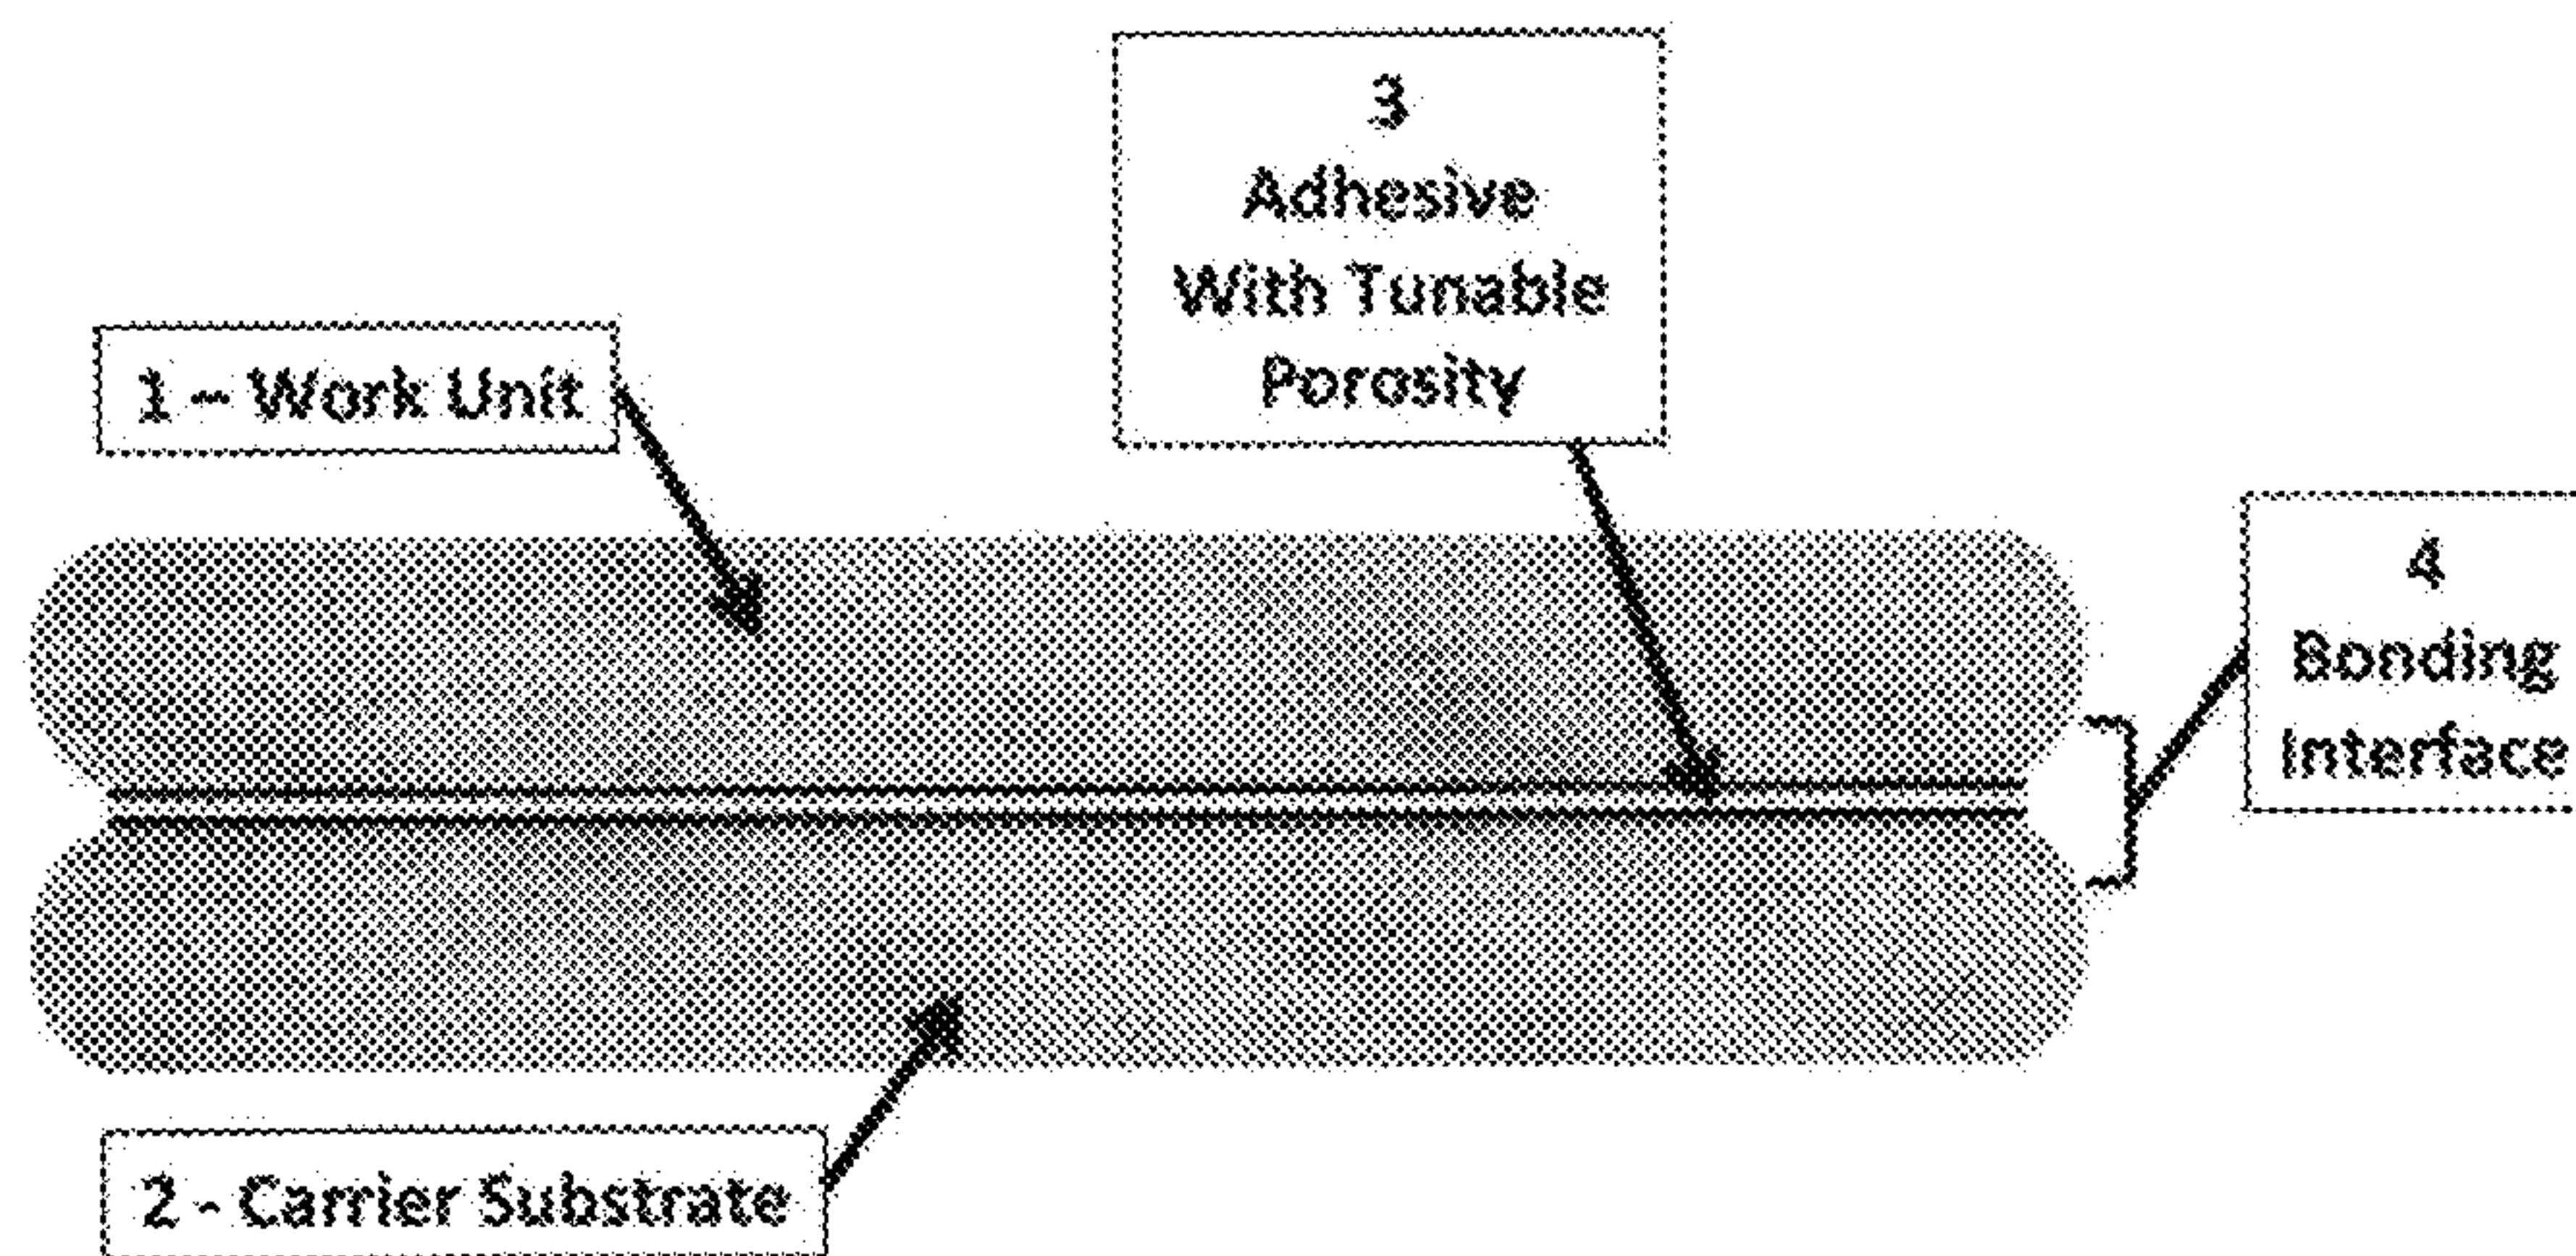 3
Adhesive
With Tunable
Porosity
1 – Work Unit
4
Bonding
Interface
2 - Carrier Substrate